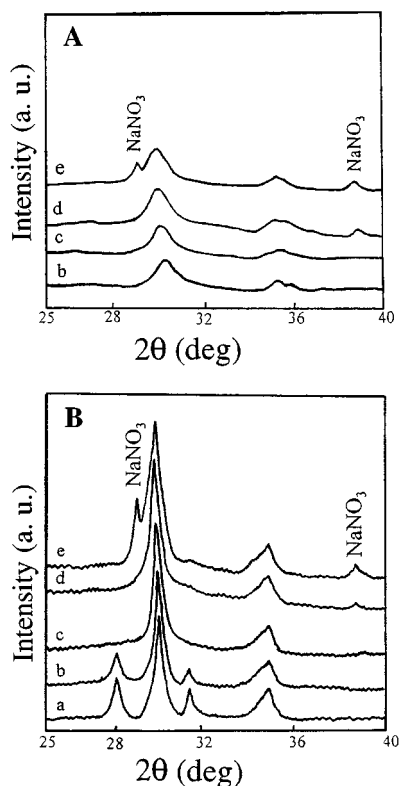 A
Intensity (a. u.)
NaNO3
NaNO3
e
d
c
b
25 28 32 36 40
2θ (deg)
B
Intensity (a. u.)
NaNO3
NaNO3
e
d
c
b
a
25 28 32 36 40
2θ (deg)